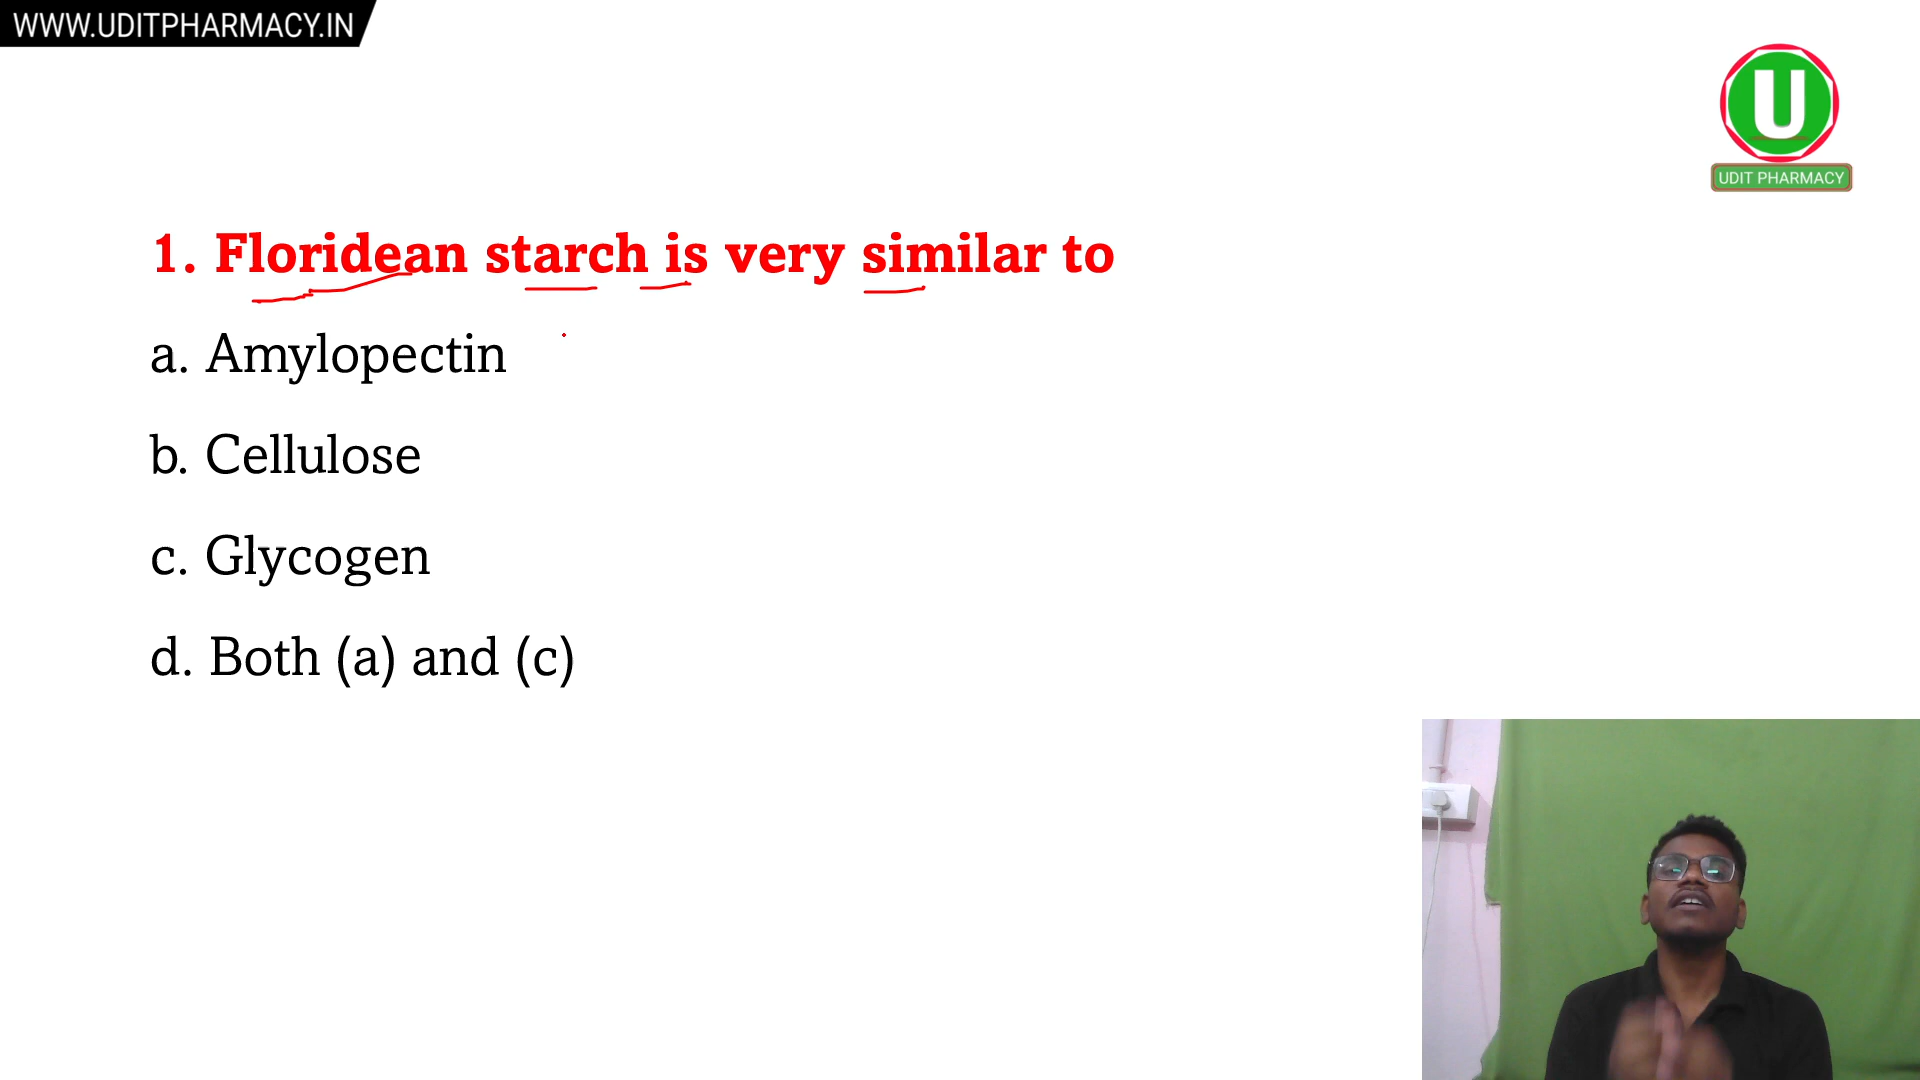 WWW.UDITPHARMACY.IN
U
UDIT PHARMACY
1. Floridean starch is very similar to
a. Amylopectin
b. Cellulose
c. Glycogen
d. Both (a) and (c)